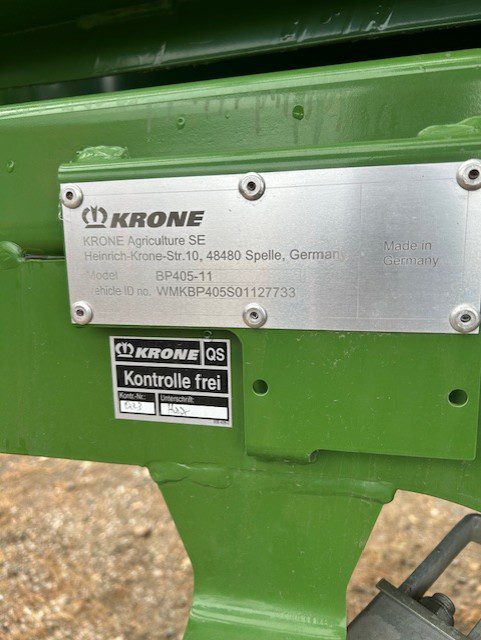 KRONE
KRONE Agriculture SE
Heinrich-Krone-Str.10, 48480 Spelle, Germany
Made in
Germany
Model BP405-11
Vehicle ID no. WMKBP405S01127733
KRONE QS
Kontrolle frei
Kontr.-Nr.: Unterschrift: